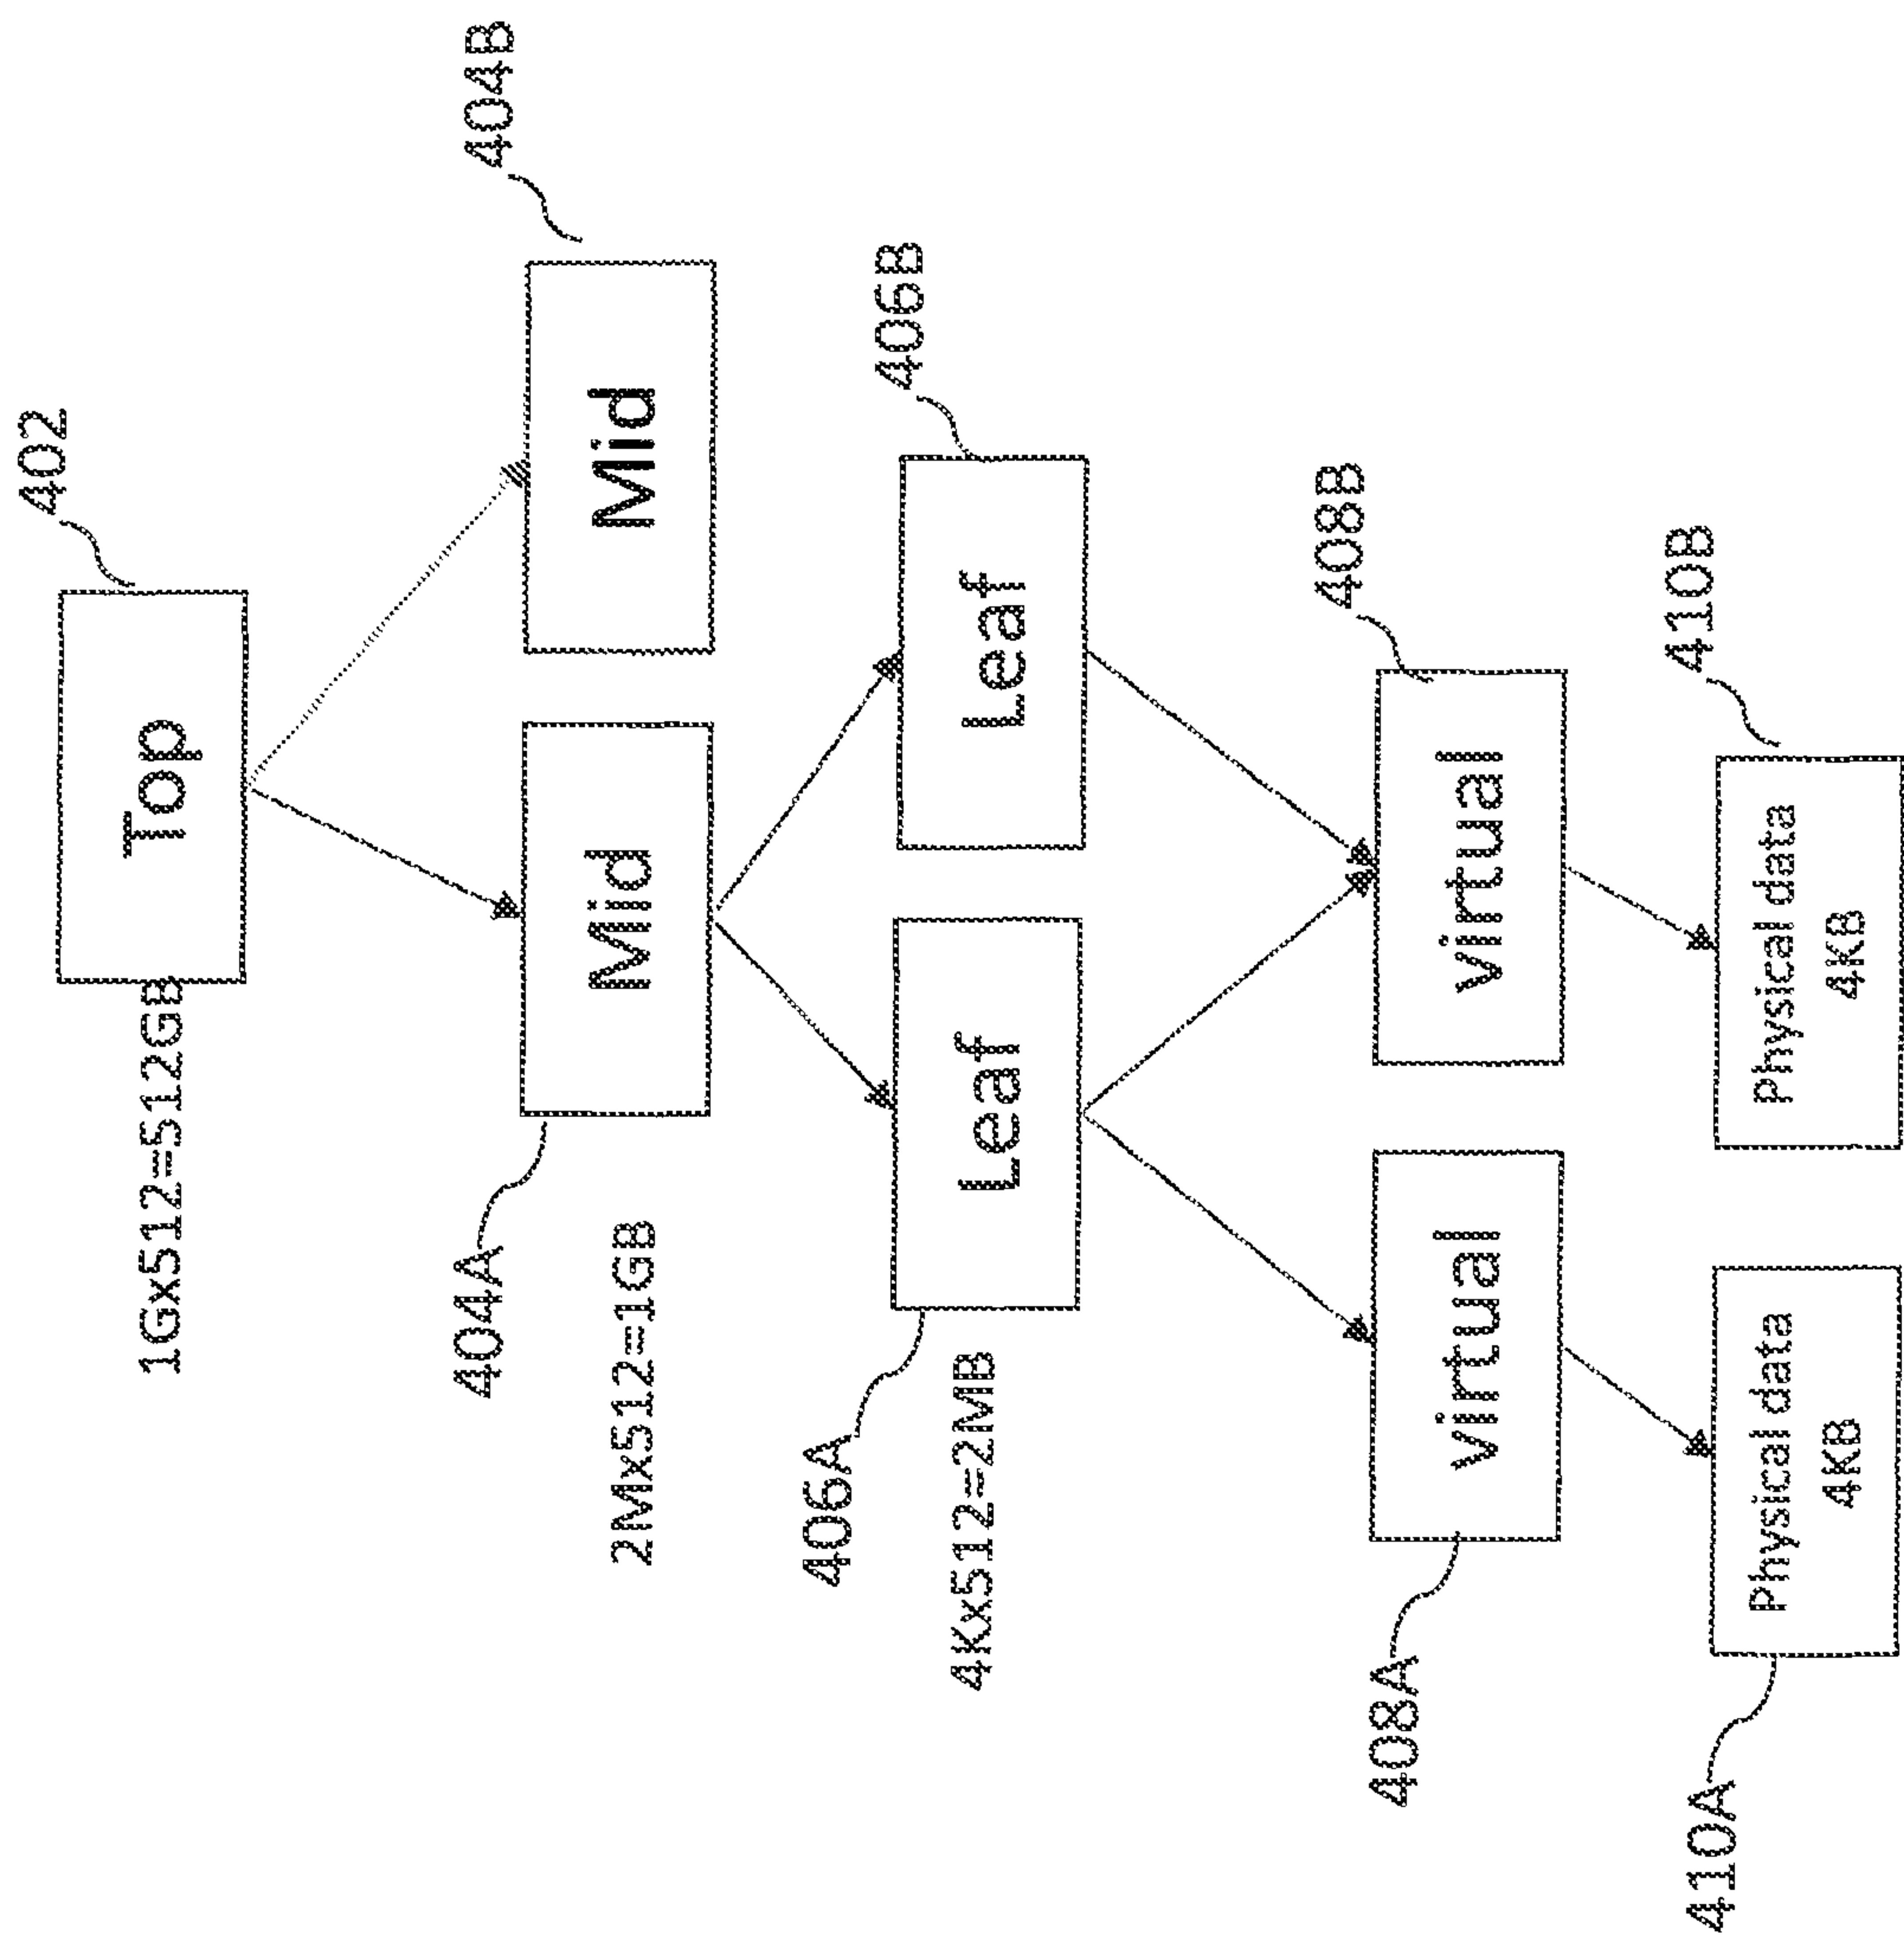 402
Top
1Gx512=512GB
404B
Mid
Mid
404A
2Mx512=1GB
406B
Leaf
Leaf
406A
4Kx512=2MB
408B
virtual
virtual
408A
410B
Physical data
4KB
Physical data
4KB
410A